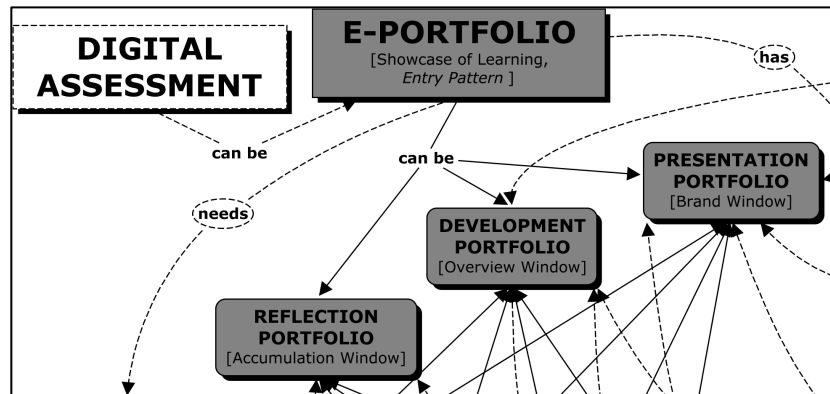 DIGITAL
ASSESSMENT
E-PORTFOLIO
[Showcase of Learning,
Entry Pattern ]
has
can be
can be
PRESENTATION
PORTFOLIO
[Brand Window]
needs
DEVELOPMENT
PORTFOLIO
[Overview Window]
REFLECTION
PORTFOLIO
[Accumulation Window]